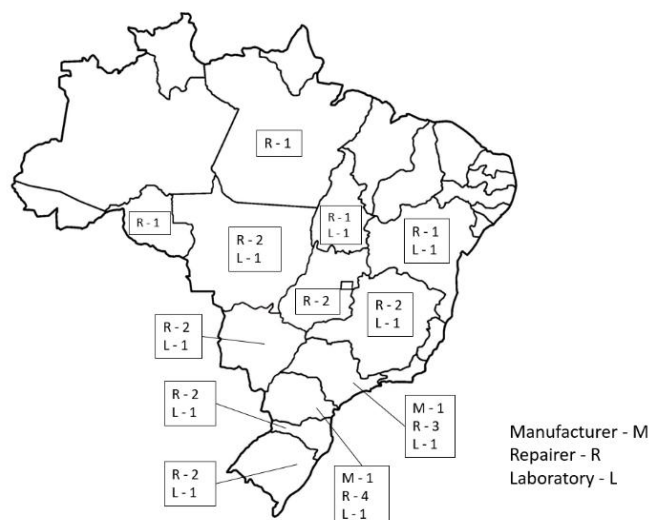 R - 1
R - 1
R - 2
L - 1
R - 1
L - 1
R - 1
L - 1
R - 2
R - 2
L - 1
R - 2
L - 1
R - 2
L - 1
M - 1
R - 3
L - 1
R - 2
L - 1
M - 1
R - 4
L - 1
Manufacturer - M
Repairer - R
Laboratory - L